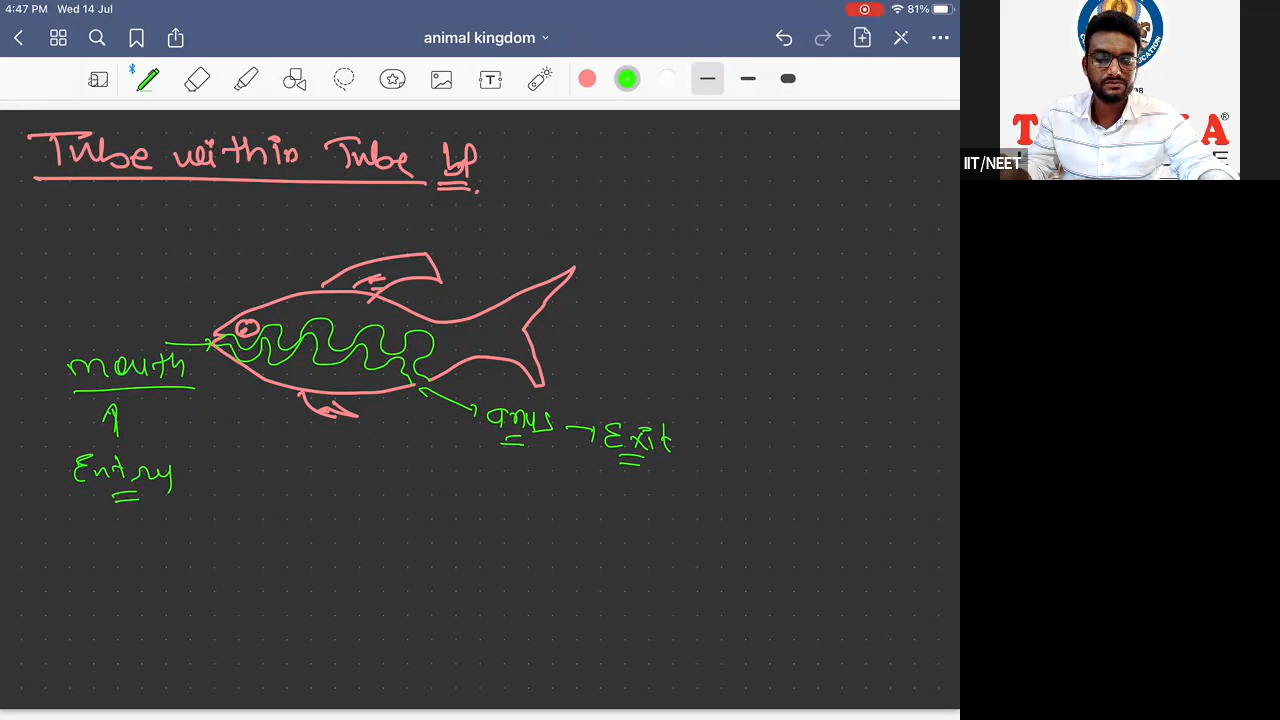 4:47 PM Wed 14 Jul
81%
animal kingdom
Tube within Tube bp.
mouth
Entry
anus → Exit
T
A
®
IIT/NEET